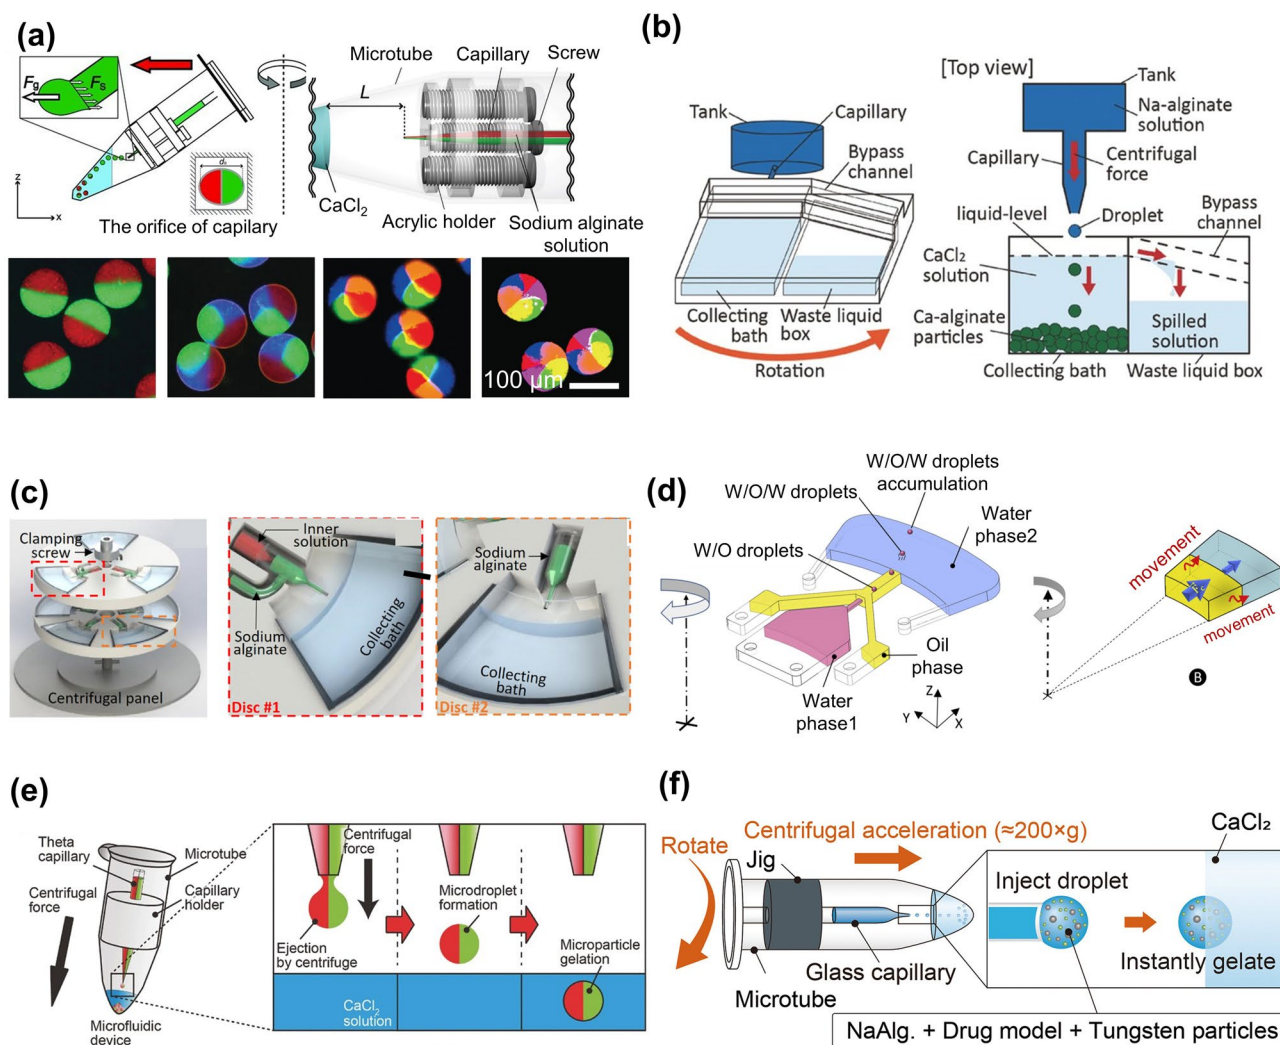 (a)
Fg
Fs
z
x
do
The orifice of capilary
Microtube
Capillary
Screw
L
CaCl2
Acrylic holder
Sodium alginate
solution
100 μm
(b)
Tank
Capillary
Bypass
channel
Collecting
bath
Waste liquid
box
Rotation
[Top view]
Tank
Na-alginate
solution
Capillary
Centrifugal
force
liquid-level
Droplet
Bypass
channel
CaCl₂
solution
Ca-alginate
particles
Spilled
solution
Collecting bath
Waste liquid box
(c)
Clamping
screw
Centrifugal panel
Inner
solution
Sodium
alginate
Collecting
bath
Disc #1
Sodium
alginate
Collecting
bath
Disc #2
(d)
W/O/W droplets
accumulation
W/O/W droplets
Water
phase2
W/O droplets
Oil
phase
Water
phase1
Z
Y
X
movement
movement
B
(e)
Theta
capillary
Microtube
Centrifugal
force
Capillary
holder
Microfluidic
device
Centrifugal
force
Ejection
by centrifuge
Microdroplet
formation
Microparticle
gelation
CaCl2
solution
(f)
Rotate
Centrifugal acceleration (≈200×g)
Jig
Glass capillary
Microtube
CaCl₂
Inject droplet
Instantly gelate
NaAlg. + Drug model + Tungsten particles